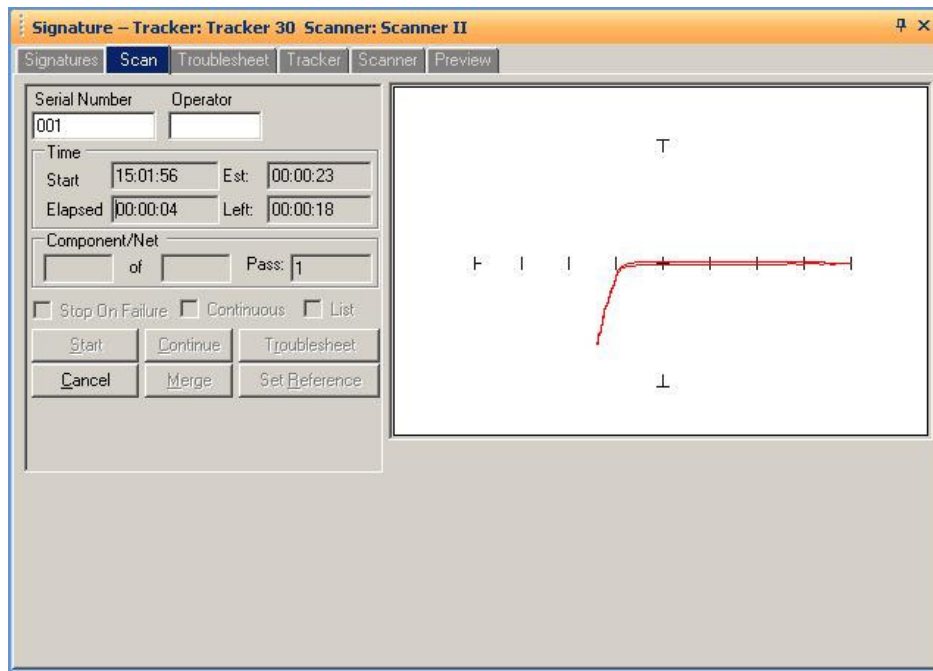 Signature – Tracker: Tracker 30 Scanner: Scanner II
Signatures Scan Troublesheet Tracker Scanner Preview
Serial Number Operator
001
Time
Start 15:01:56 Est: 00:00:23
Elapsed 00:00:04 Left: 00:00:18
Component/Net
of Pass: 1
Stop On Failure Continuous List
Start Continue Troublesheet
Cancel Merge Set Reference